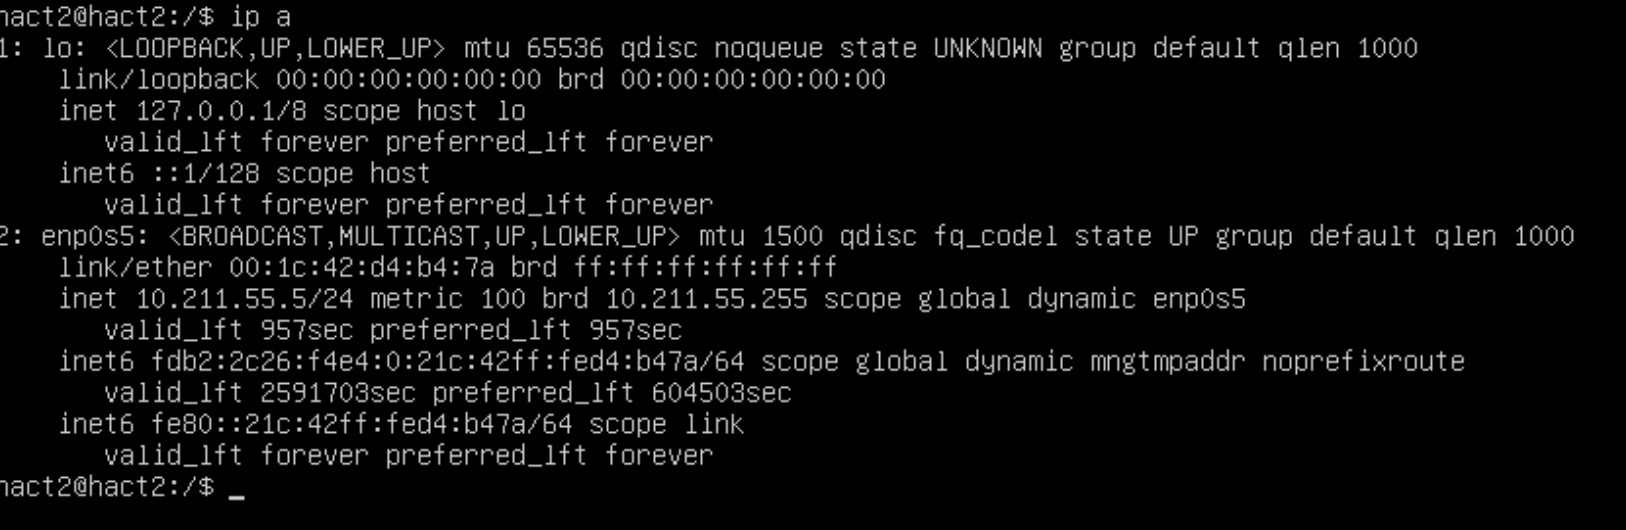 hact2@hact2:/$ ip a
1: lo: <LOOPBACK,UP,LOWER_UP> mtu 65536 qdisc noqueue state UNKNOWN group default qlen 1000
    link/loopback 00:00:00:00:00:00 brd 00:00:00:00:00:00
    inet 127.0.0.1/8 scope host lo
       valid_lft forever preferred_lft forever
    inet6 ::1/128 scope host
       valid_lft forever preferred_lft forever
2: enp0s5: <BROADCAST,MULTICAST,UP,LOWER_UP> mtu 1500 qdisc fq_codel state UP group default qlen 1000
    link/ether 00:1c:42:d4:b4:7a brd ff:ff:ff:ff:ff:ff
    inet 10.211.55.5/24 metric 100 brd 10.211.55.255 scope global dynamic enp0s5
       valid_lft 957sec preferred_lft 957sec
    inet6 fdb2:2c26:f4e4:0:21c:42ff:fed4:b47a/64 scope global dynamic mngtmpaddr noprefixroute
       valid_lft 2591703sec preferred_lft 604503sec
    inet6 fe80::21c:42ff:fed4:b47a/64 scope link
       valid_lft forever preferred_lft forever
hact2@hact2:/$ _